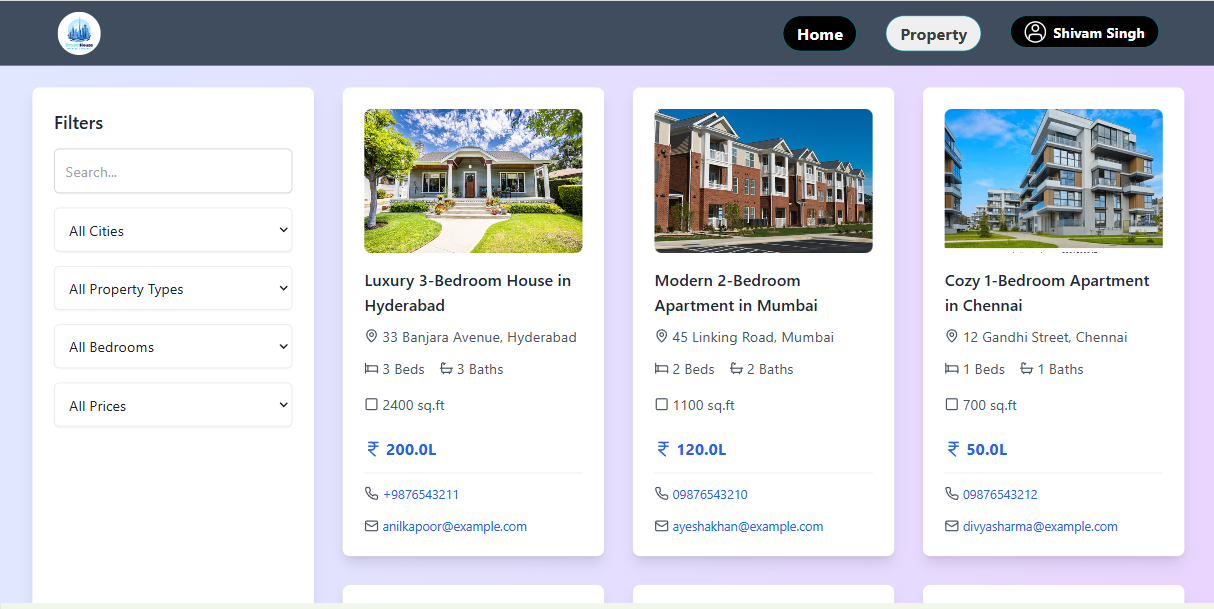 Home
Property
Shivam Singh
Filters
Search...
All Cities
All Property Types
All Bedrooms
All Prices
Luxury 3-Bedroom House in
Hyderabad
33 Banjara Avenue, Hyderabad
3 Beds 3 Baths
2400 sq.ft
₹ 200.0L
+9876543211
anilkapoor@example.com
Modern 2-Bedroom
Apartment in Mumbai
45 Linking Road, Mumbai
2 Beds 2 Baths
1100 sq.ft
₹ 120.0L
09876543210
ayeshakhan@example.com
Cozy 1-Bedroom Apartment
in Chennai
12 Gandhi Street, Chennai
1 Beds 1 Baths
700 sq.ft
₹ 50.0L
09876543212
divyasharma@example.com